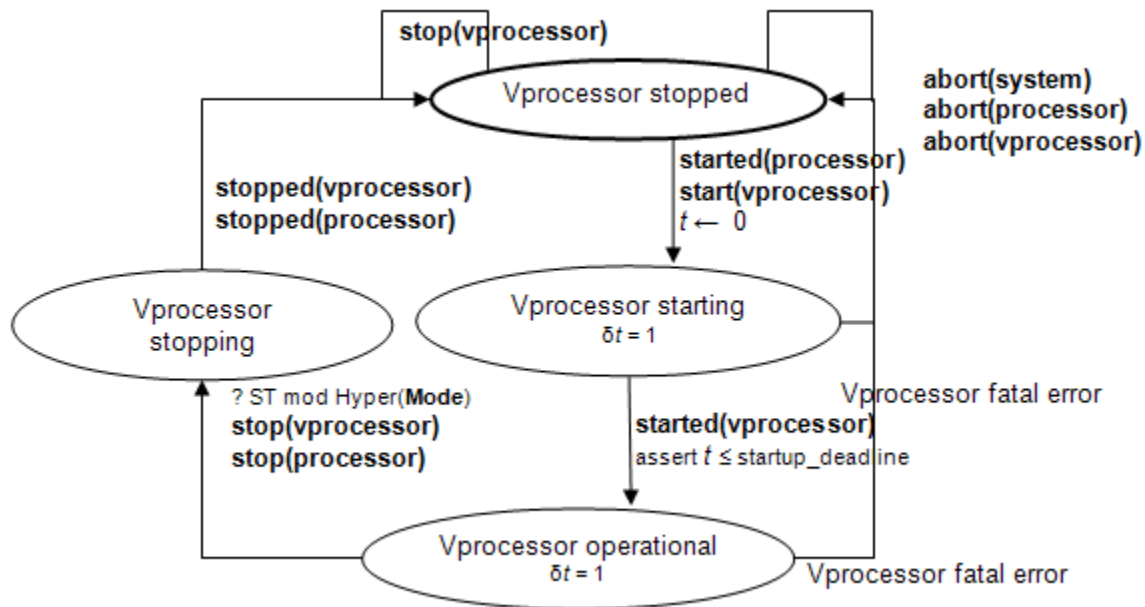 stop(vprocessor)
Vprocessor stopped
abort(system)
abort(processor)
abort(vprocessor)
started(processor)
start(vprocessor)
t ← 0
stopped(vprocessor)
stopped(processor)
Vprocessor starting
δt = 1
Vprocessor
stopping
Vprocessor fatal error
? ST mod Hyper(Mode)
stop(vprocessor)
stop(processor)
started(vprocessor)
assert t ≤ startup_deadline
Vprocessor operational
δt = 1
Vprocessor fatal error